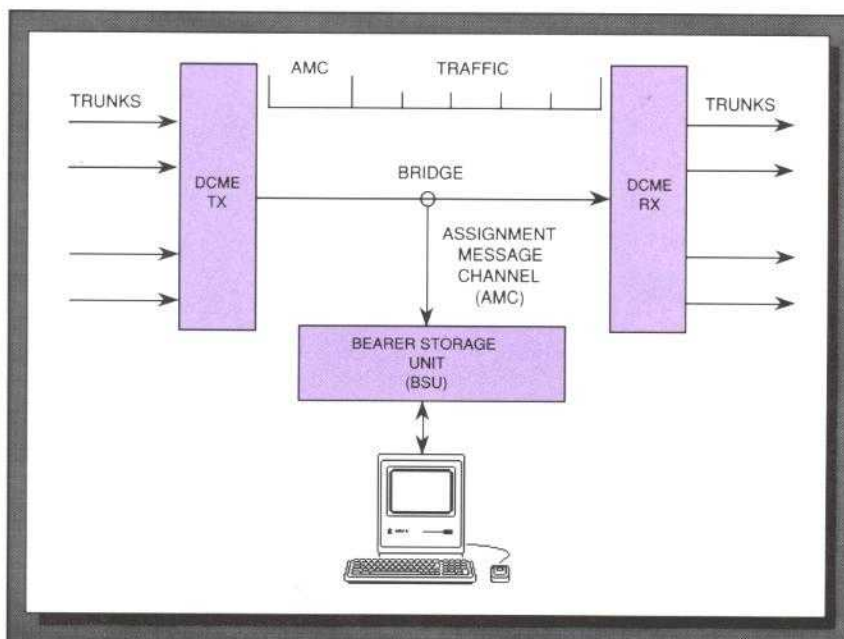 AMC
TRAFFIC
TRUNKS
TRUNKS
DCME
TX
BRIDGE
DCME
RX
ASSIGNMENT
MESSAGE
CHANNEL
(AMC)
BEARER STORAGE
UNIT
(BSU)